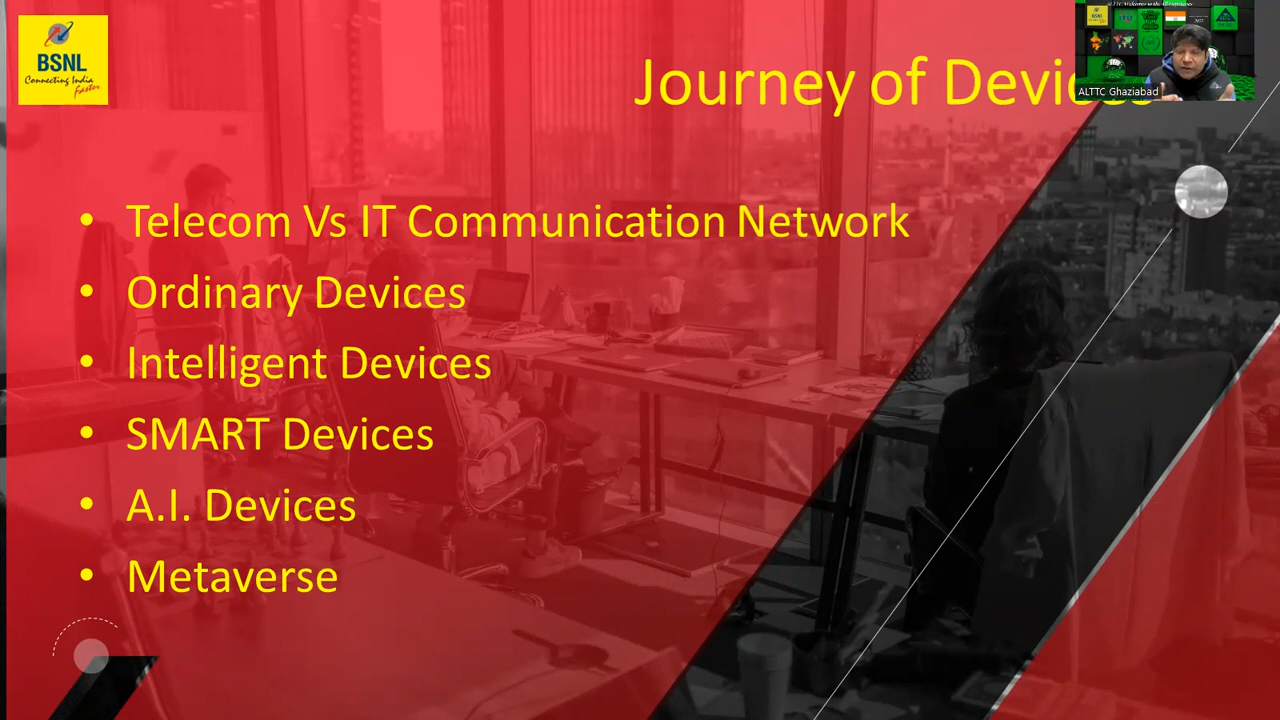 BSNL
Connecting India
faster
Journey of Devices
ALTTC Ghaziabad
• Telecom Vs IT Communication Network
• Ordinary Devices
• Intelligent Devices
• SMART Devices
• A.I. Devices
• Metaverse